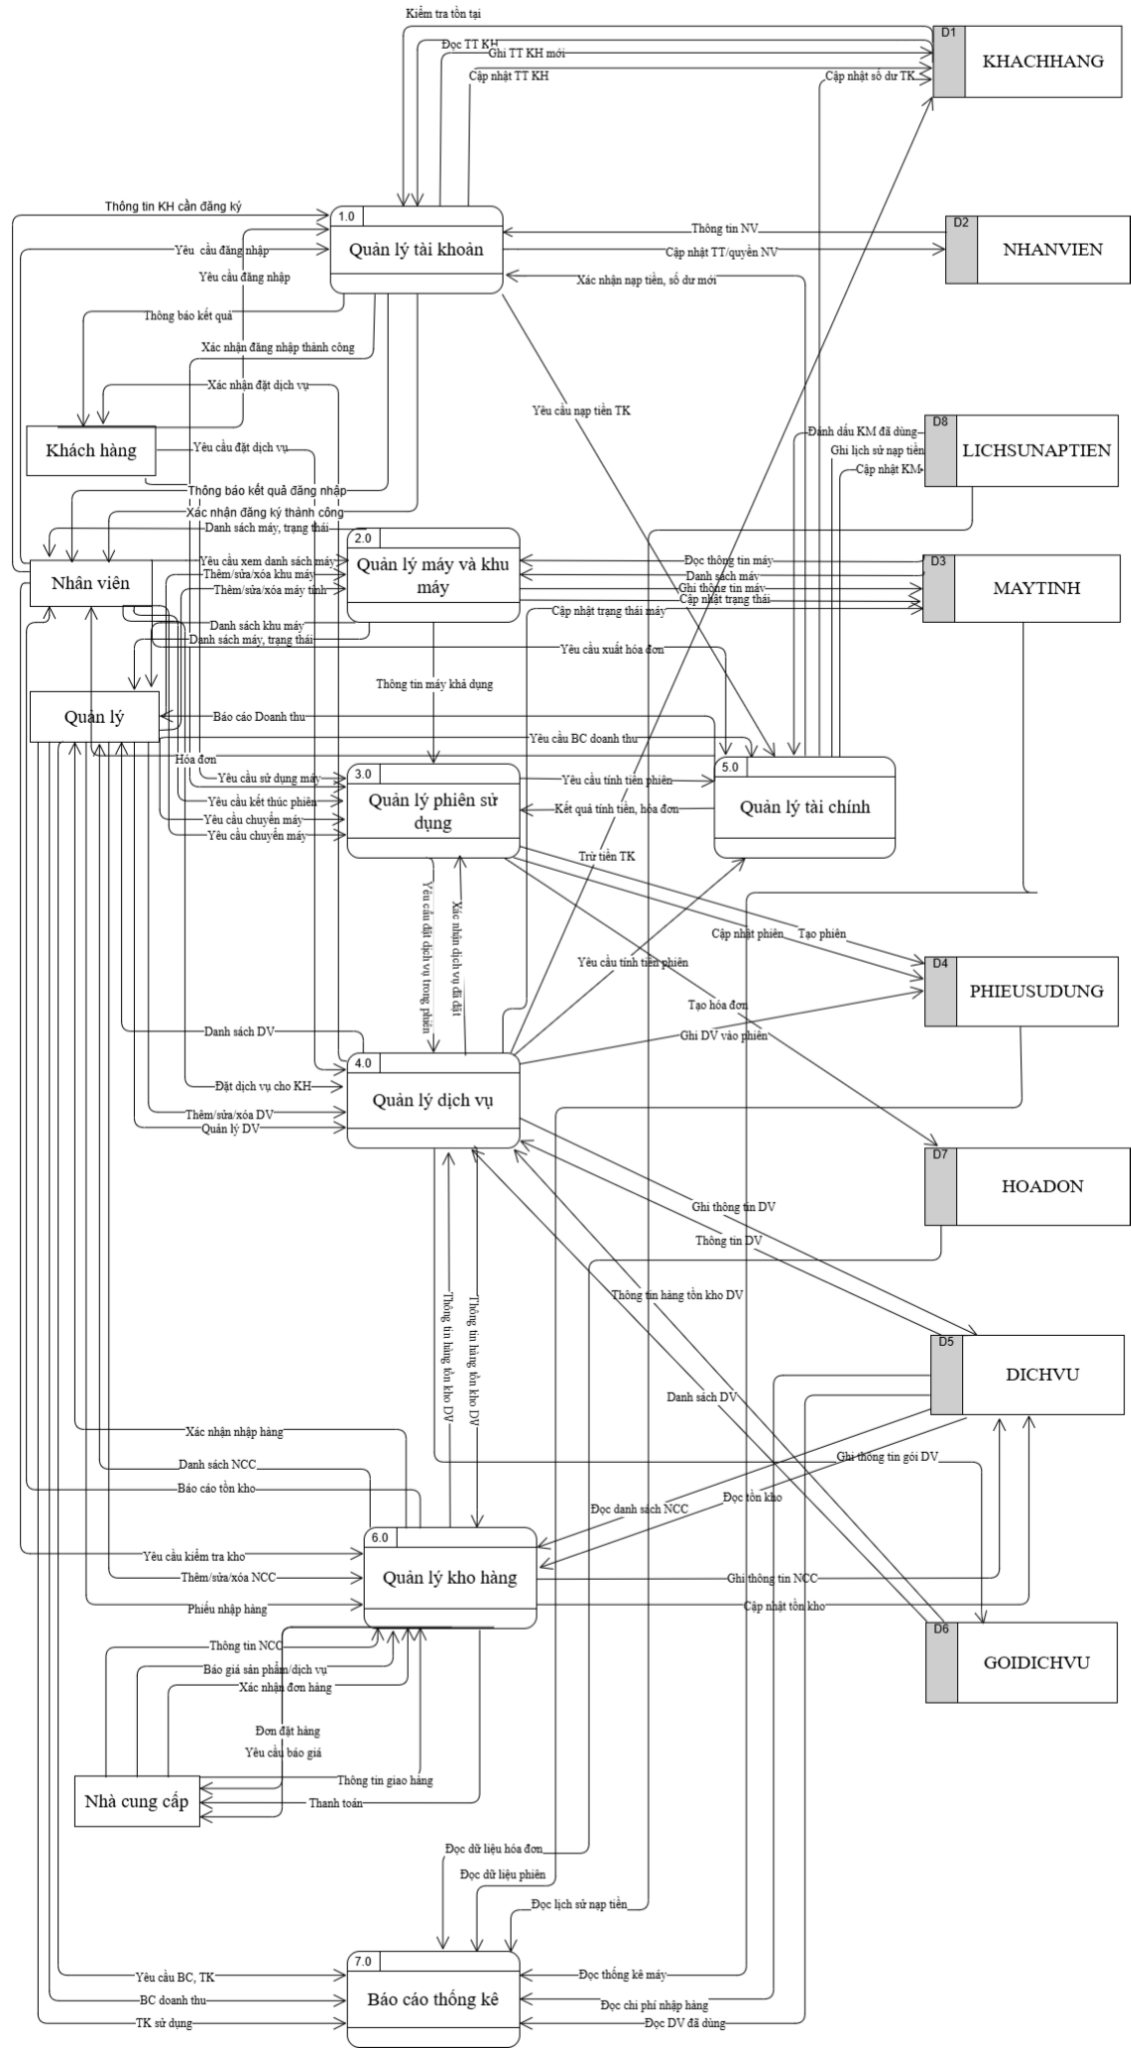 Kiểm tra tồn tại
D1
KHACHHANG
Đọc TT KH
Ghi TT KH mới
Cập nhật TT KH
Cập nhật số dư TK
Thông tin KH cần đăng ký
1.0
Quản lý tài khoản
Thông tin NV
D2
NHANVIEN
Yêu cầu đăng nhập
Cập nhật TT/quyền NV
Yêu cầu đăng nhập
Xác nhận nạp tiền, số dư mới
Thông báo kết quả
Xác nhận đăng nhập thành công
Xác nhận đặt dịch vụ
Yêu cầu nạp tiền TK
D8
LICHSUNAPTIEN
Đánh dấu KM đã dùng
Ghi lịch sử nạp tiền
Cập nhật KM
Khách hàng
Yêu cầu đặt dịch vụ
Thông báo kết quả đăng nhập
Xác nhận đăng ký thành công
Danh sách máy, trạng thái
2.0
Quản lý máy và khu
máy
Nhân viên
Yêu cầu xem danh sách máy
Thêm/sửa/xóa khu máy
Thêm/sửa/xóa máy tính
Đọc thông tin máy
Danh sách máy
Ghi thông tin máy
Cập nhật trạng thái
Cập nhật trạng thái máy
D3
MAYTINH
Danh sách khu máy
Danh sách máy, trạng thái
Yêu cầu xuất hóa đơn
Thông tin máy khả dụng
Quản lý
Báo cáo Doanh thu
Yêu cầu BC doanh thu
Hóa đơn
3.0
Quản lý phiên sử
dụng
5.0
Quản lý tài chính
Yêu cầu sử dụng máy
Yêu cầu kết thúc phiên
Yêu cầu chuyển máy
Yêu cầu chuyển máy
Yêu cầu tính tiền phiên
Kết quả tính tiền, hóa đơn
Trừ tiền TK
Yêu cầu đặt dịch vụ trong phiên
Xác nhận dịch vụ đã đặt
Cập nhật phiên
Tạo phiên
Yêu cầu tính tiền phiên
D4
PHIEUSUDUNG
Tạo hóa đơn
Ghi DV vào phiên
Danh sách DV
4.0
Quản lý dịch vụ
Đặt dịch vụ cho KH
Thêm/sửa/xóa DV
Quản lý DV
D7
HOADON
Ghi thông tin DV
Thông tin DV
Thông tin hàng tồn kho DV
Thông tin hàng tồn kho DV
Thông tin hàng tồn kho DV
D5
DICHVU
Danh sách DV
Xác nhận nhập hàng
Ghi thông tin gói DV
Danh sách NCC
Báo cáo tồn kho
Đọc tồn kho
Đọc danh sách NCC
6.0
Quản lý kho hàng
Yêu cầu kiểm tra kho
Thêm/sửa/xóa NCC
Phiếu nhập hàng
Ghi thông tin NCC
Cập nhật tồn kho
D6
GOIDICHVU
Thông tin NCC
Báo giá sản phẩm/dịch vụ
Xác nhận đơn hàng
Đơn đặt hàng
Yêu cầu báo giá
Thông tin giao hàng
Nhà cung cấp
Thanh toán
Đọc dữ liệu hóa đơn
Đọc dữ liệu phiên
Đọc lịch sử nạp tiền
7.0
Báo cáo thống kê
Yêu cầu BC, TK
BC doanh thu
TK sử dụng
Đọc thống kê máy
Đọc chi phí nhập hàng
Đọc DV đã dùng